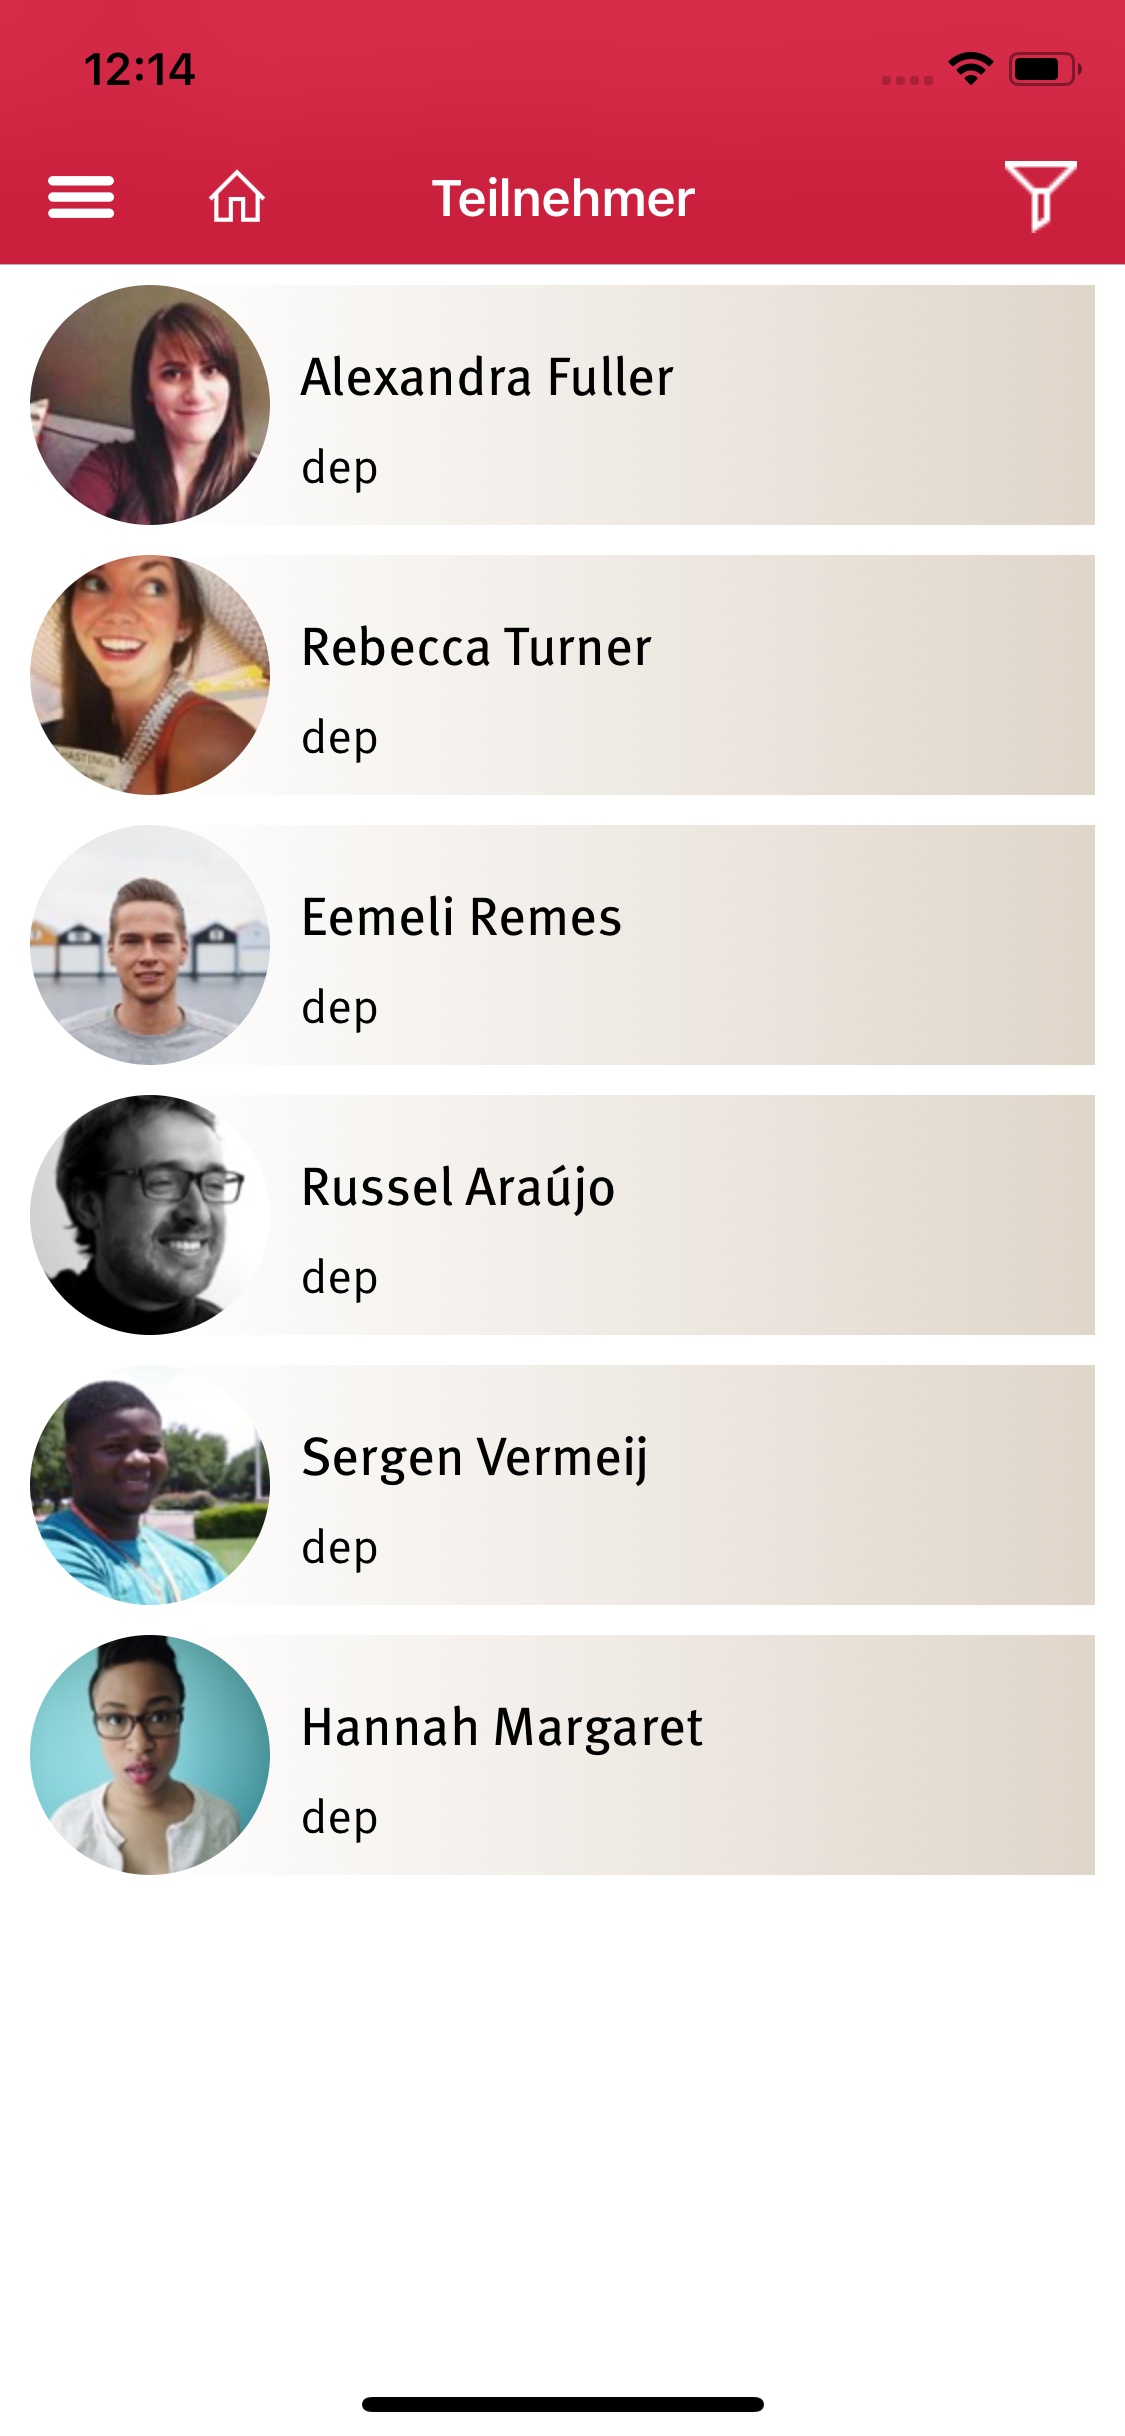 12:14
Teilnehmer
Alexandra Fuller
dep
Rebecca Turner
dep
HASTINGS
Eemeli Remes
dep
Russel Araújo
dep
Sergen Vermeij
dep
Hannah Margaret
dep